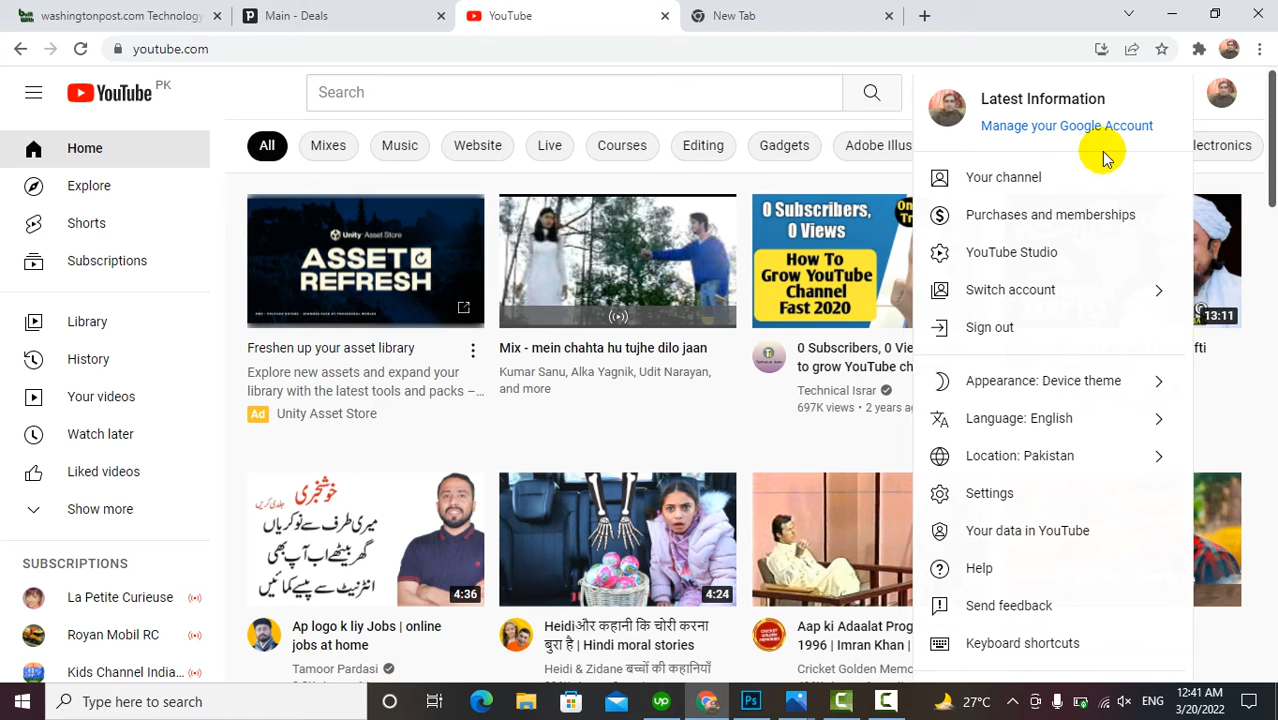 washingtonpost.com Technology
Main - Deals
YouTube
New Tab
youtube.com
YouTube PK
Search
All
Mixes
Music
Website
Live
Courses
Editing
Gadgets
Adobe Illus
lectronics
Home
Explore
Shorts
Subscriptions
Library
History
Your videos
Watch later
Liked videos
Show more
SUBSCRIPTIONS
La Petite Curieuse
Royan Mobil RC
Kids Channel India...
Unity Asset Store
ASSET
REFRESH
Freshen up your asset library
Explore new assets and expand your
library with the latest tools and packs –...
Ad Unity Asset Store
Mix - mein chahta hu tujhe dilo jaan
Kumar Sanu, Alka Yagnik, Udit Narayan,
and more
0 Subscribers,
0 Views
How To
Grow YouTube
Channel
Fast 2020
0 Subscribers, 0 Vie
to grow YouTube ch
Technical Israr
697K views • 2 years ag
13:11
fti
خوشخبری
جلدی کریں
میری طرف سے نوکریاں
گھر بیٹھے اب آپ بھی
انٹرنیٹ سے پیسے کمائیں
4:36
Ap logo k liy Jobs | online
jobs at home
Tamoor Pardasi
4:24
Heidiऔर कहानी कि चोरी करना
बुरा है | Hindi moral stories
Heidi & Zidane बच्चों की कहानियाँ
Aap ki Adaalat Prog
1996 | Imran Khan |
Cricket Golden Memo
Latest Information
Manage your Google Account
Your channel
Purchases and memberships
YouTube Studio
Switch account
Sign out
Appearance: Device theme
Language: English
Location: Pakistan
Settings
Your data in YouTube
Help
Send feedback
Keyboard shortcuts
Type here to search
27°C
ENG
12:41 AM
3/20/2022